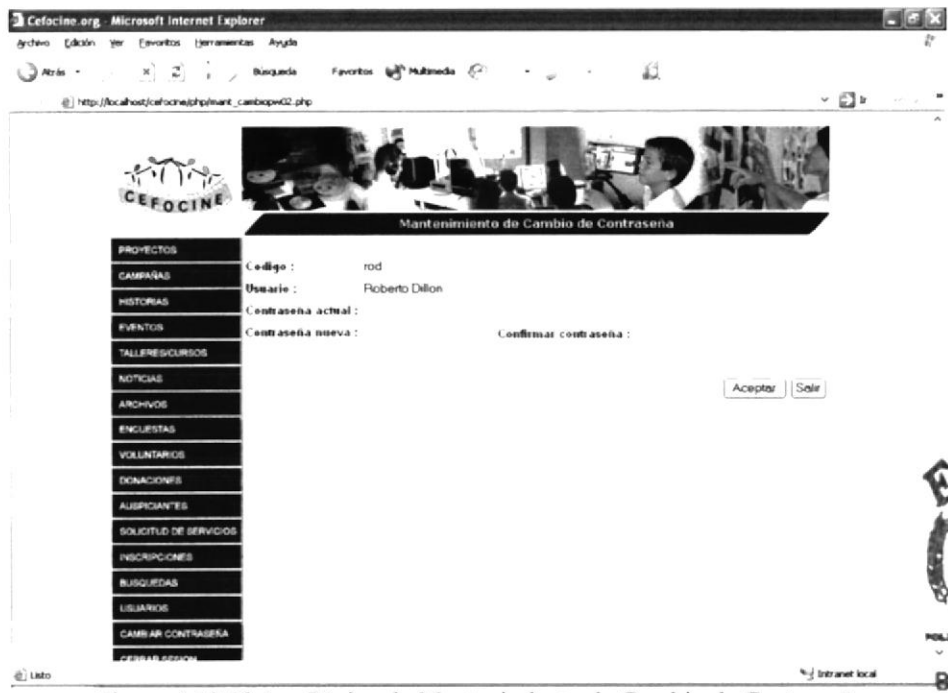 Cefocine.org - Microsoft Internet Explorer
Archivo Edición Ver Favoritos Herramientas Ayuda
Atrás Búsqueda Favoritos Multimedia
http://localhost/cefocine/php/mant_cambiopw02.php Ir
CEFOCINE
Mantenimiento de Cambio de Contraseña
PROYECTOS
CAMPAÑAS
HISTORIAS
EVENTOS
TALLERES/CURSOS
NOTICIAS
ARCHIVOS
ENCUESTAS
VOLUNTARIOS
DONACIONES
AUSPICIANTES
SOLICITUD DE SERVICIOS
INSCRIPCIONES
BUSQUEDAS
USUARIOS
CAMBIAR CONTRASEÑA
CERRAR SESION
Codigo : rod
Usuario : Roberto Dillon
Contraseña actual :
Contraseña nueva : Confirmar contraseña :
Aceptar Salir
POL
Listo Intranet local